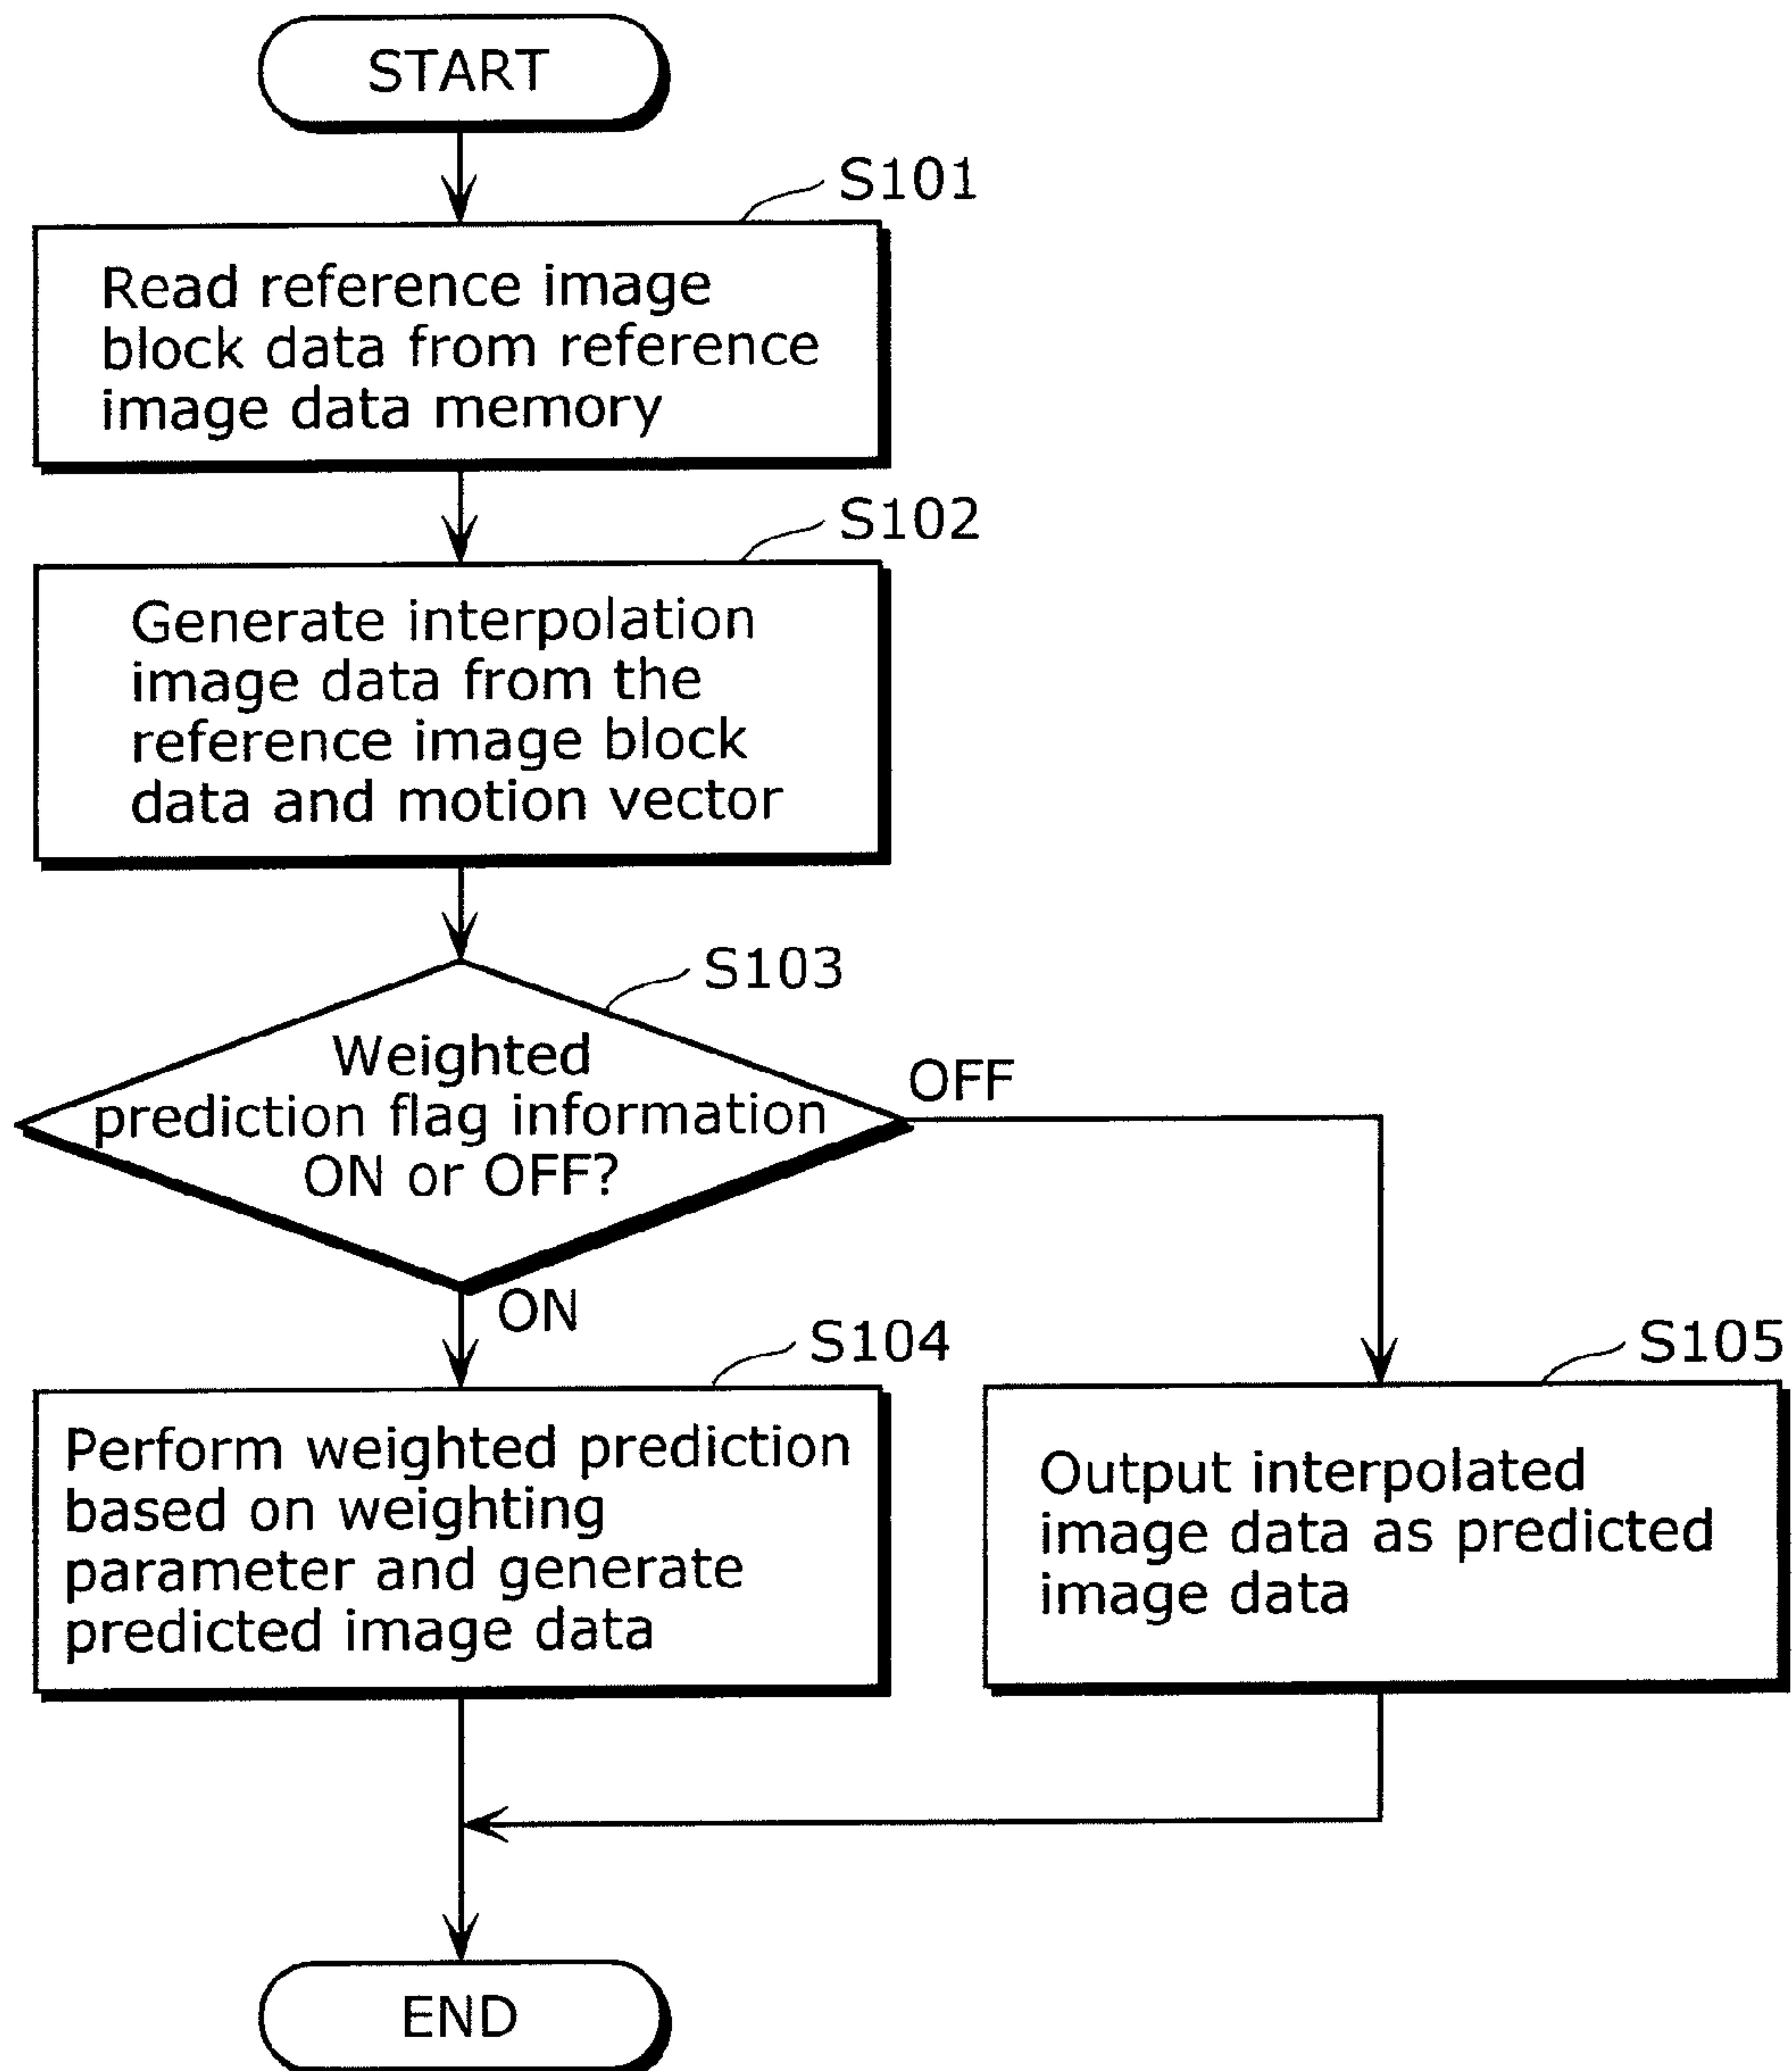 START
S101
Read reference image
block data from reference
image data memory
S102
Generate interpolation
image data from the
reference image block
data and motion vector
S103
Weighted
prediction flag information
ON or OFF?
OFF
ON
S104
Perform weighted prediction
based on weighting
parameter and generate
predicted image data
S105
Output interpolated
image data as predicted
image data
END